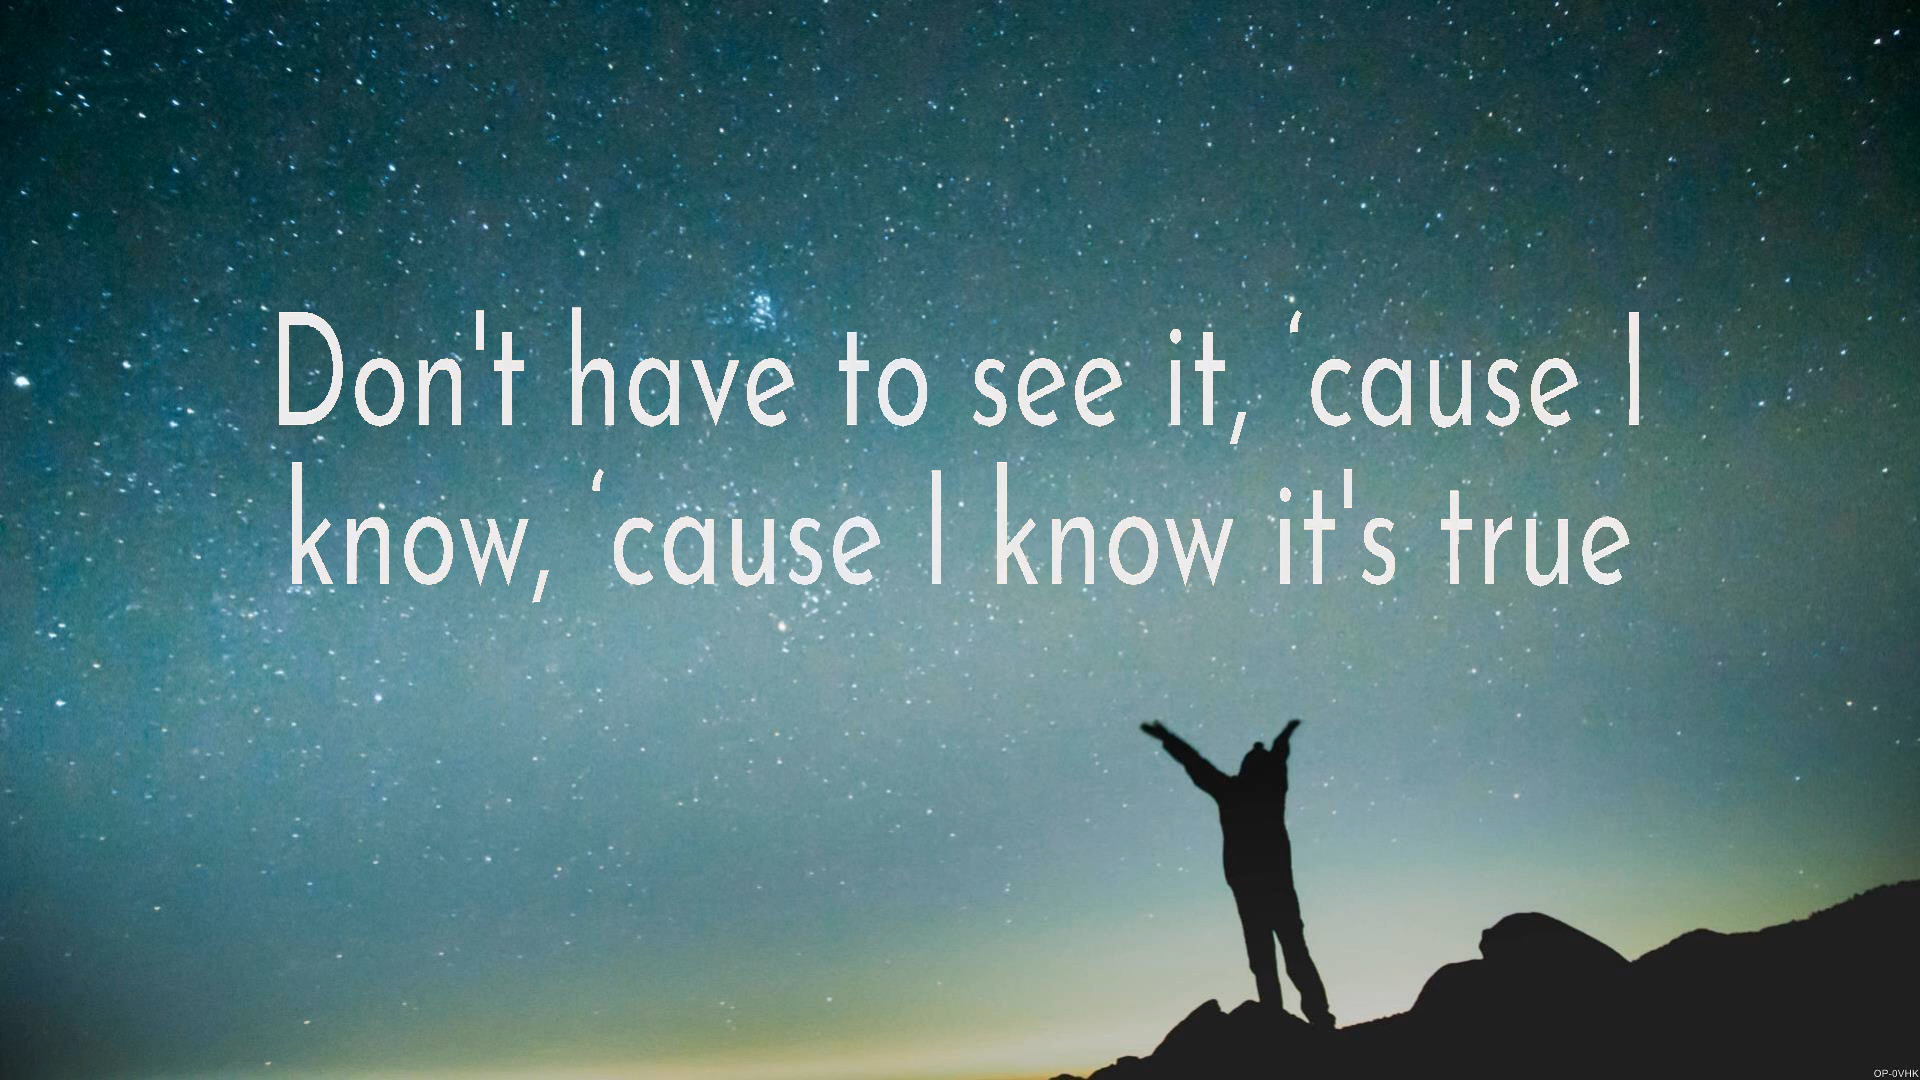 Don't have to see it, ‘cause I
know, ‘cause I know it's true
OP-0VHK